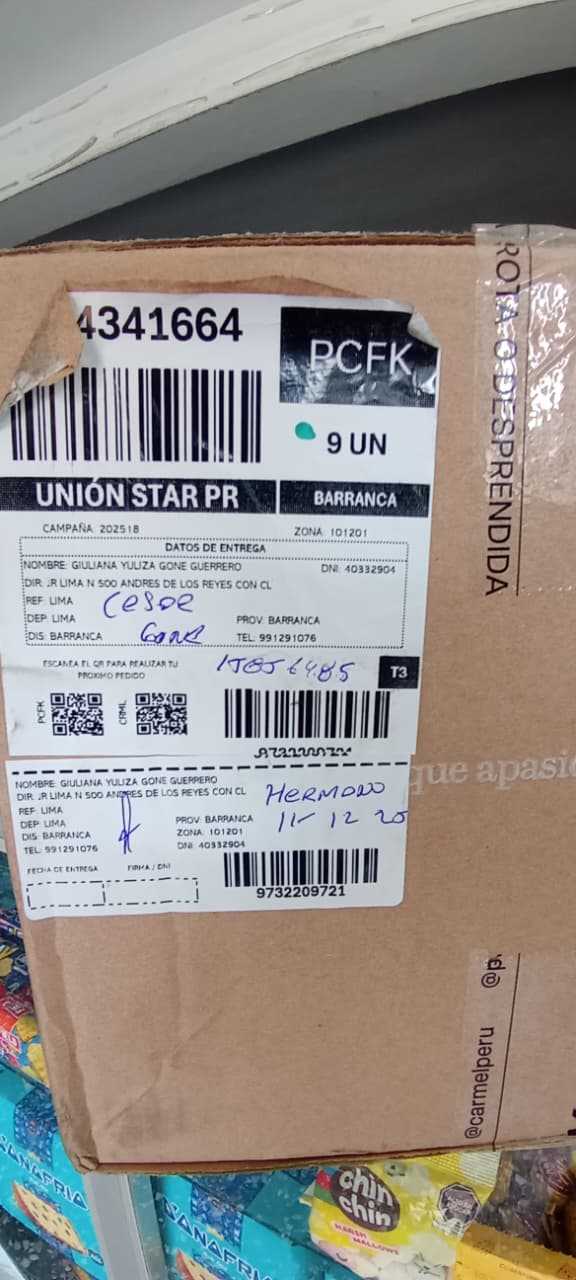 4341664
PCFK
9 UN
UNIÓN STAR PR
BARRANCA
CAMPAÑA: 202518
ZONA: 101201
DATOS DE ENTREGA
NOMBRE: GIULIANA YULIZA GONE GUERRERO
DNI: 40332904
DIR: JR LIMA N 500 ANDRES DE LOS REYES CON CL
REF: LIMA
DEP: LIMA
PROV: BARRANCA
DIS: BARRANCA
TEL: 991291076
ESCANEA EL QR PARA REALIZAR TU
PROXIMO PEDIDO
T3
PCFK
CRML
NOMBRE: GIULIANA YULIZA GONE GUERRERO
DIR: JR LIMA N 500 ANDRES DE LOS REYES CON CL
HERMANO
REF: LIMA
DEP: LIMA
PROV: BARRANCA
11- 12 25
DIS: BARRANCA
ZONA: 101201
TEL: 991291076
DNI: 40332904
FECHA DE ENTREGA
FIRMA / DNI
9732209721
ROTA O DESPRENDIDA
que apasio
@carmelperu @p
chin
chin
MARSH
MALLOWS